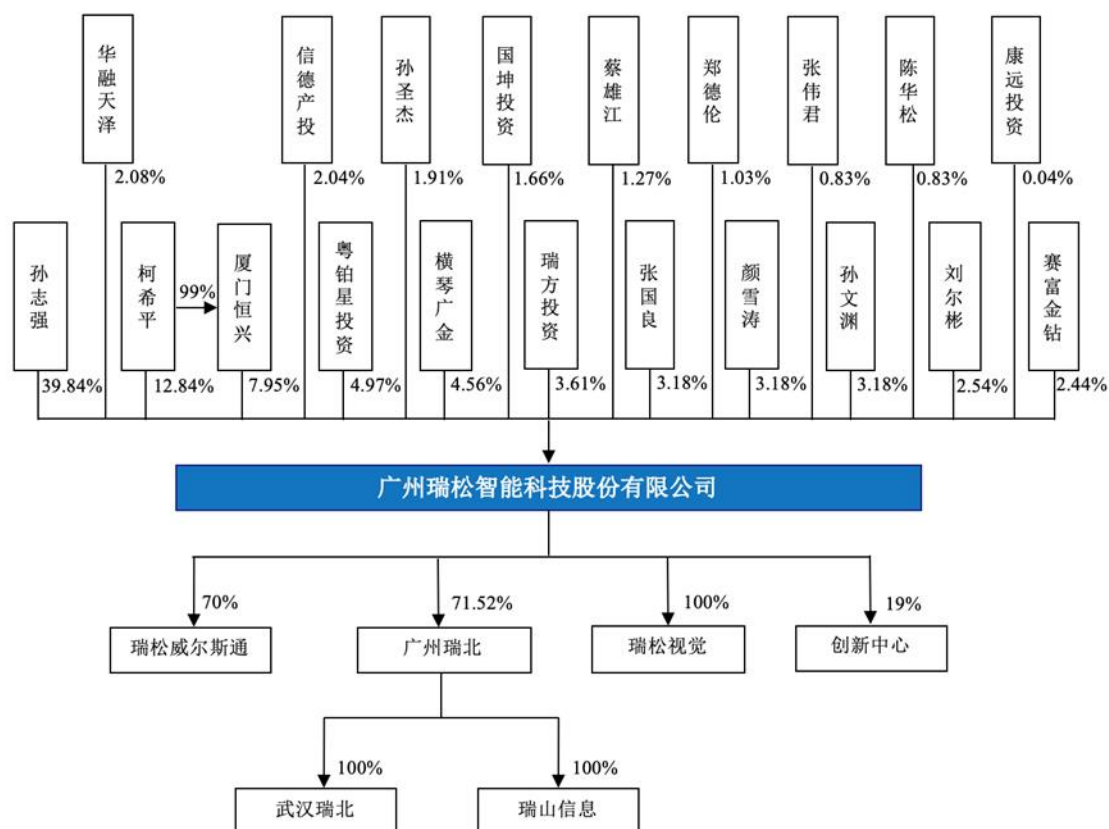 华融天泽
信德产投
孙圣杰
国坤投资
蔡雄江
郑德伦
张伟君
陈华松
康远投资
2.08%
2.04%
1.91%
1.66%
1.27%
1.03%
0.83%
0.83%
0.04%
孙志强
柯希平
99%
厦门恒兴
粤铂星投资
横琴广金
瑞方投资
张国良
颜雪涛
孙文渊
刘尔彬
赛富金钻
39.84%
12.84%
7.95%
4.97%
4.56%
3.61%
3.18%
3.18%
3.18%
2.54%
2.44%
广州瑞松智能科技股份有限公司
70%
71.52%
100%
19%
瑞松威尔斯通
广州瑞北
瑞松视觉
创新中心
100%
100%
武汉瑞北
瑞山信息